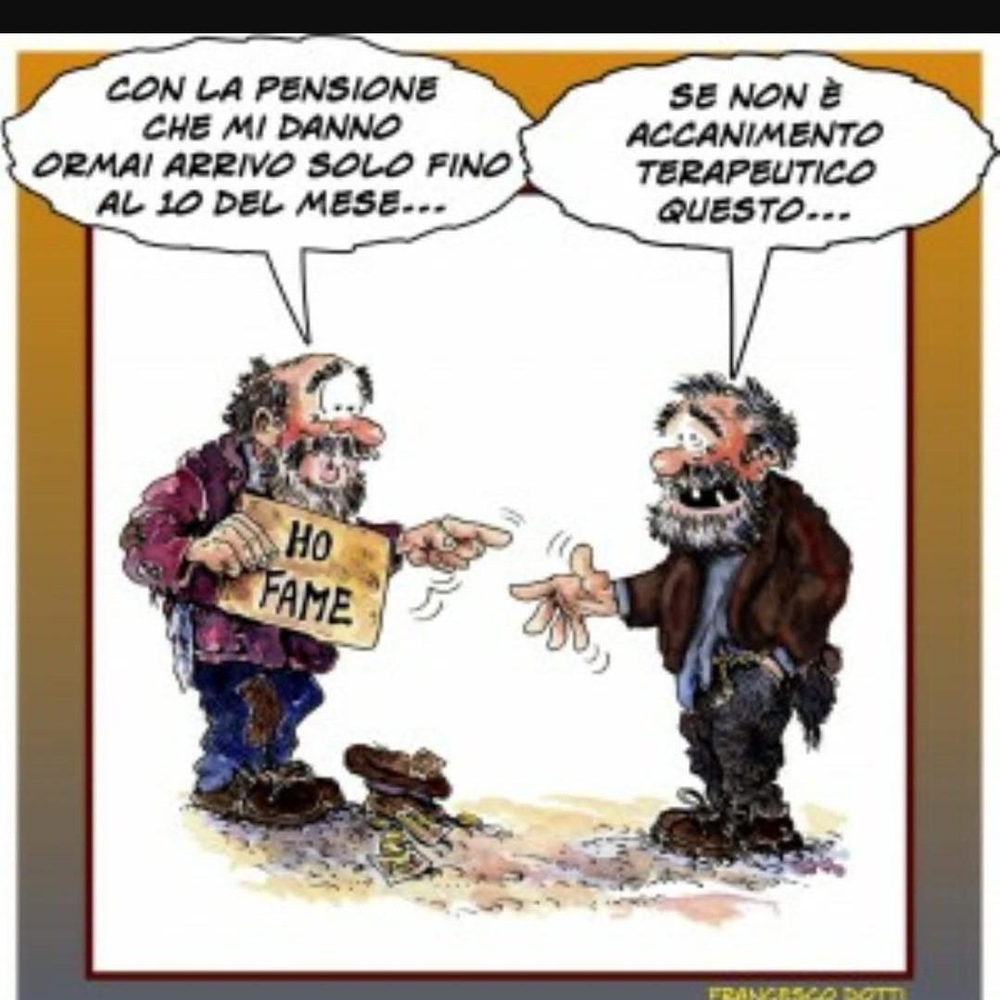 CON LA PENSIONE
CHE MI DANNO
ORMAI ARRIVO SOLO FINO
AL 10 DEL MESE...
SE NON È
ACCANIMENTO
TERAPEUTICO
QUESTO...
HO
FAME
FRANCESCO DOTTI